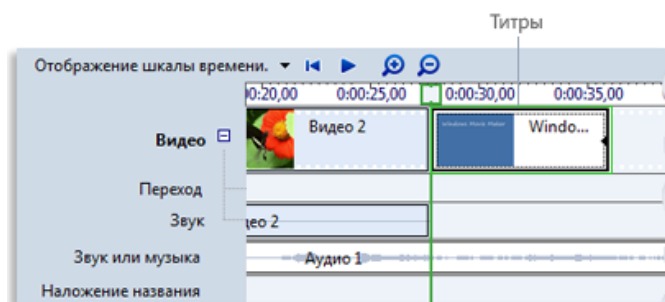 Титры
Отображение шкалы времени.
0:20,00 0:00:25,00 0:00:30,00 0:00:35,00
Видео Видео 2 Windo...
Переход
Звук ео 2
Звук или музыка Аудио 1
Наложение названия